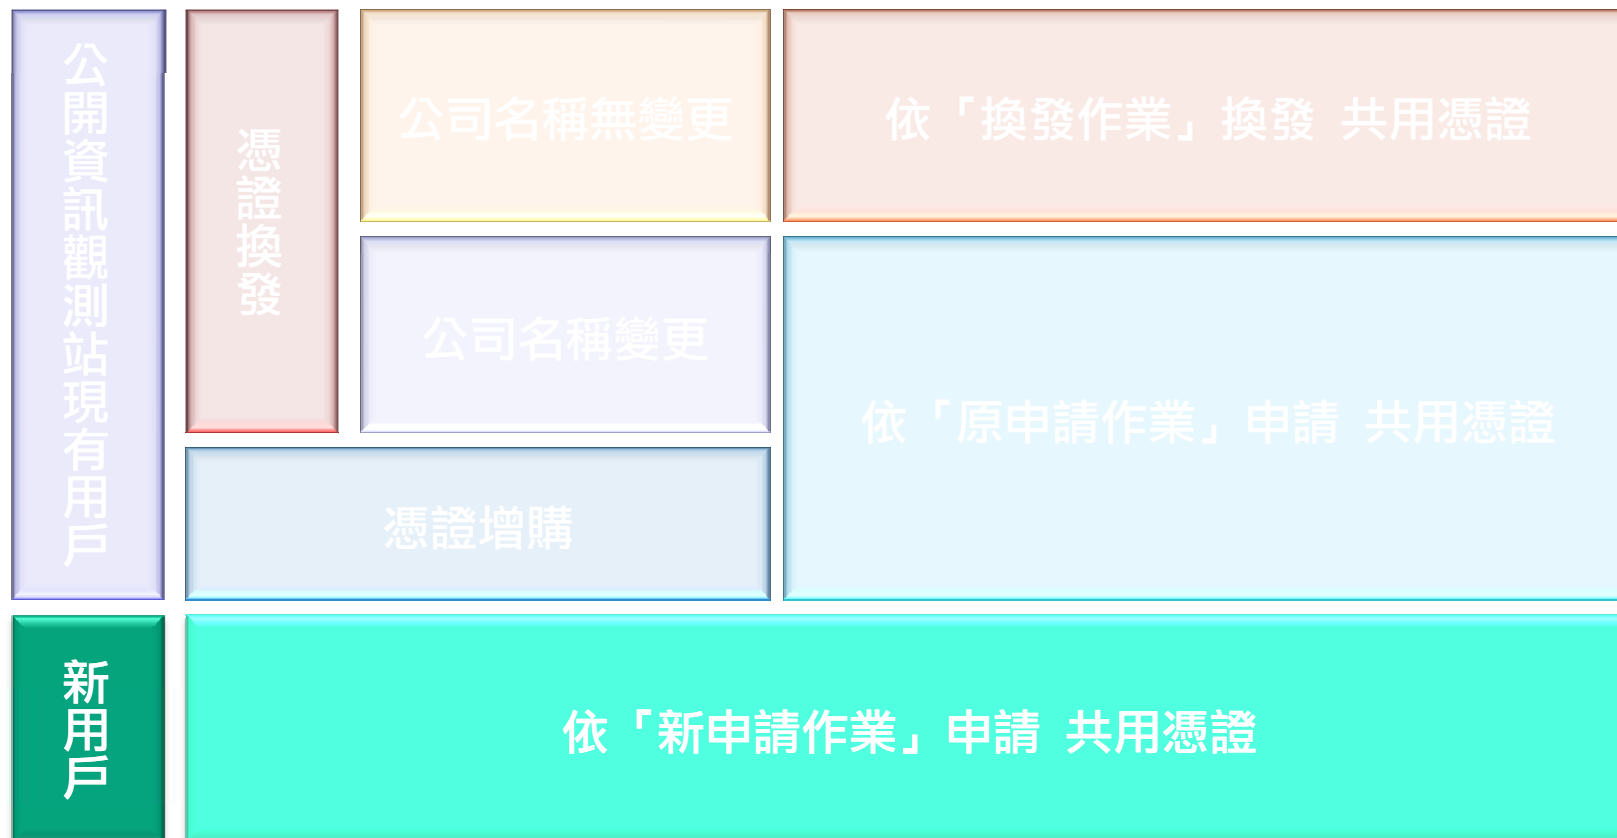 公開資訊觀測站現有用戶
憑證換發
公司名稱無變更
依「換發作業」換發 共用憑證
公司名稱變更
依「原申請作業」申請 共用憑證
憑證增購
新用戶
依「新申請作業」申請 共用憑證